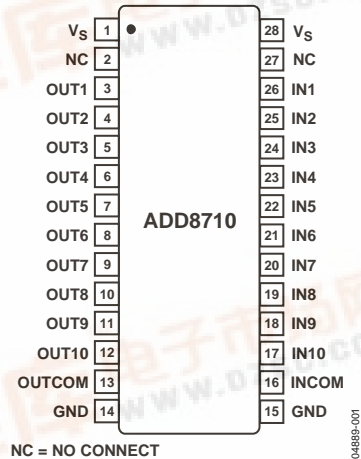 VS 1 28 VS
NC 2 27 NC
OUT1 3 26 IN1
OUT2 4 25 IN2
OUT3 5 24 IN3
OUT4 6 23 IN4
OUT5 7 22 IN5
ADD8710
OUT6 8 21 IN6
OUT7 9 20 IN7
OUT8 10 19 IN8
OUT9 11 18 IN9
OUT10 12 17 IN10
OUTCOM 13 16 INCOM
GND 14 15 GND
NC = NO CONNECT
04889-001